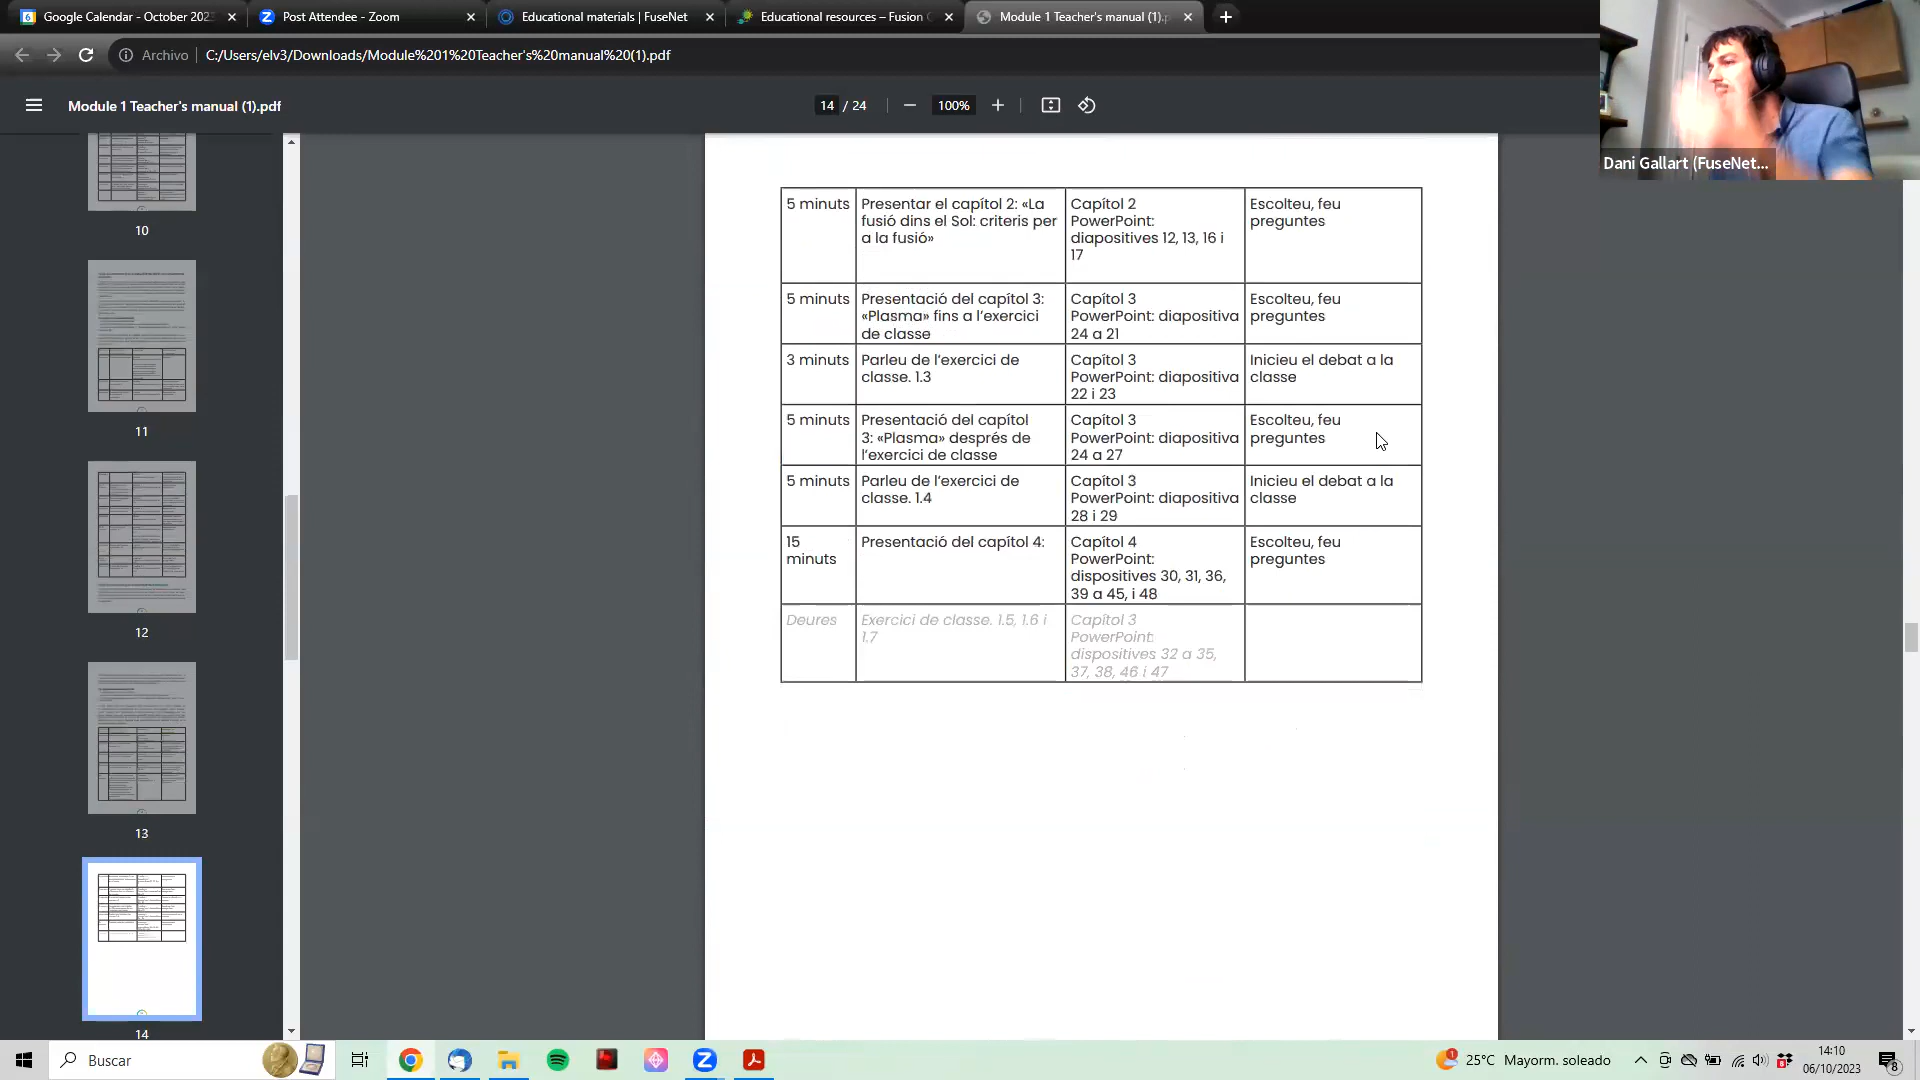 Google Calendar - October 202
Post Attendee - Zoom
Educational materials | FuseNet
Educational resources – Fusion
Module 1 Teacher's manual (1).p
Archivo
C:/Users/elv3/Downloads/Module%201%20Teacher's%20manual%20(1).pdf
Module 1 Teacher's manual (1).pdf
14 / 24
100%
Dani Gallart (FuseNet...
10
11
12
13
14
5 minuts
Presentar el capítol 2: «La
fusió dins el Sol: criteris per
a la fusió»
Capítol 2
PowerPoint:
diapositives 12, 13, 16 i
17
Escolteu, feu
preguntes
5 minuts
Presentació del capítol 3:
«Plasma» fins a l’exercici
de classe
Capítol 3
PowerPoint: diapositiva
24 a 21
Escolteu, feu
preguntes
3 minuts
Parleu de l’exercici de
classe. 1.3
Capítol 3
PowerPoint: diapositiva
22 i 23
Inicieu el debat a la
classe
5 minuts
Presentació del capítol
3: «Plasma» després de
l’exercici de classe
Capítol 3
PowerPoint: diapositiva
24 a 27
Escolteu, feu
preguntes
5 minuts
Parleu de l’exercici de
classe. 1.4
Capítol 3
PowerPoint: diapositiva
28 i 29
Inicieu el debat a la
classe
15
minuts
Presentació del capítol 4:
Capítol 4
PowerPoint:
dispositives 30, 31, 36,
39 a 45, i 48
Escolteu, feu
preguntes
Deures
Exercici de classe. 1.5, 1.6 i
1.7
Capítol 3
PowerPoint:
dispositives 32 a 35,
37, 38, 46 i 47
Buscar
25°C Mayorm. soleado
14:10
06/10/2023
8